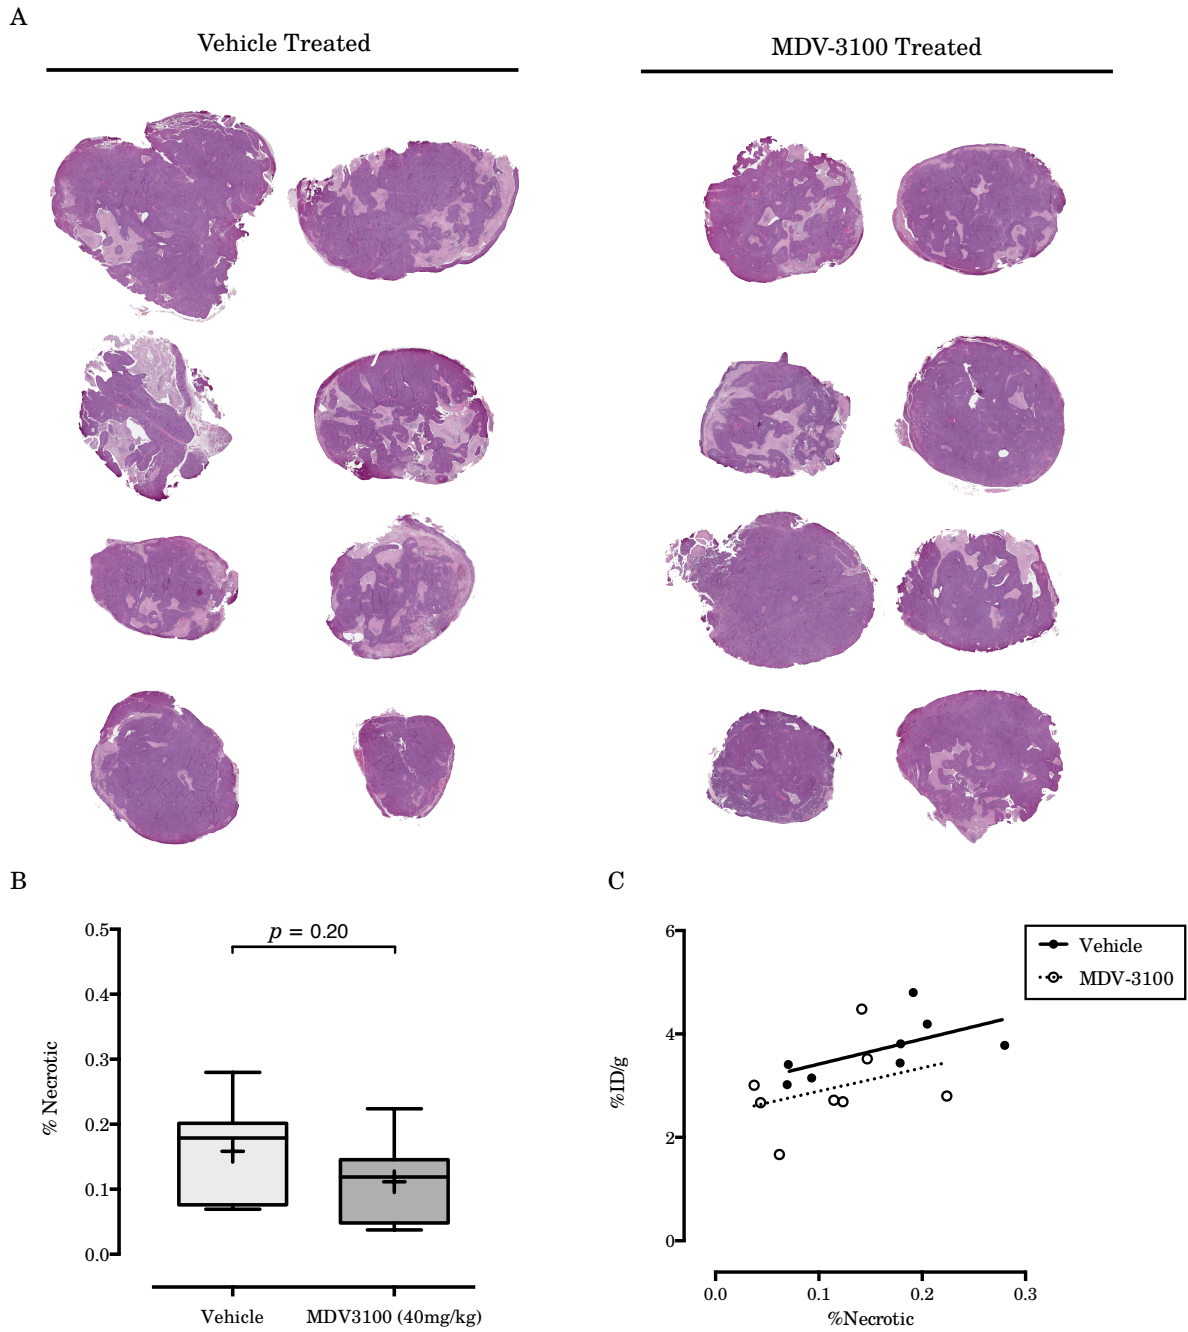 A
Vehicle Treated
MDV-3100 Treated
B
C
p = 0.20
0.5
0.4
0.3
0.2
0.1
0.0
% Necrotic
Vehicle
MDV3100 (40mg/kg)
6
4
2
0
%ID/g
Vehicle
MDV-3100
0.0
0.1
0.2
0.3
%Necrotic